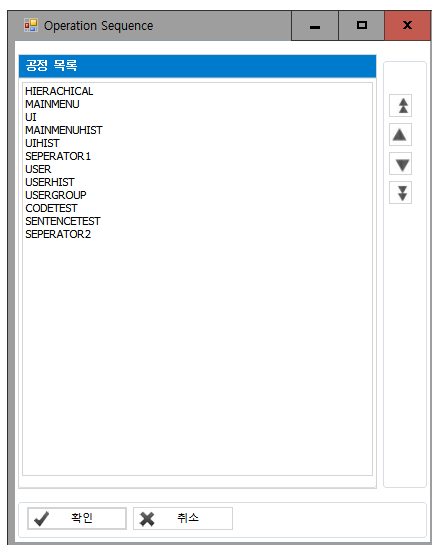 Operation Sequence
공정 목록
HIERACHICAL
MAINMENU
UI
MAINMENUHIST
UIHIST
SEPERATOR1
USER
USERHIST
USERGROUP
CODETEST
SENTENCETEST
SEPERATOR2
확인 취소